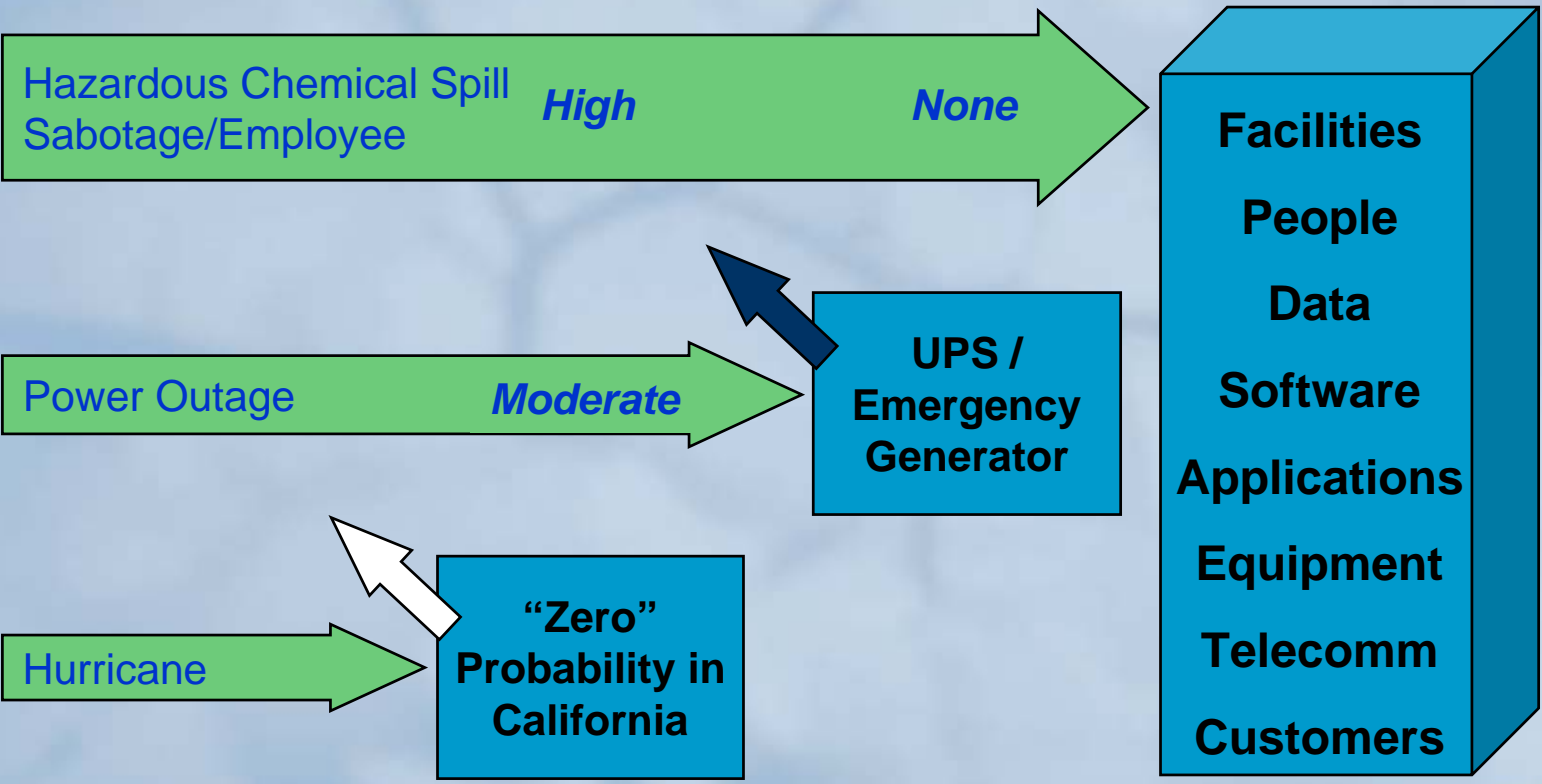 Hazardous Chemical Spill
Sabotage/Employee
High
None
Power Outage
Moderate
UPS /
Emergency
Generator
Hurricane
“Zero”
Probability in
California
Facilities
People
Data
Software
Applications
Equipment
Telecomm
Customers